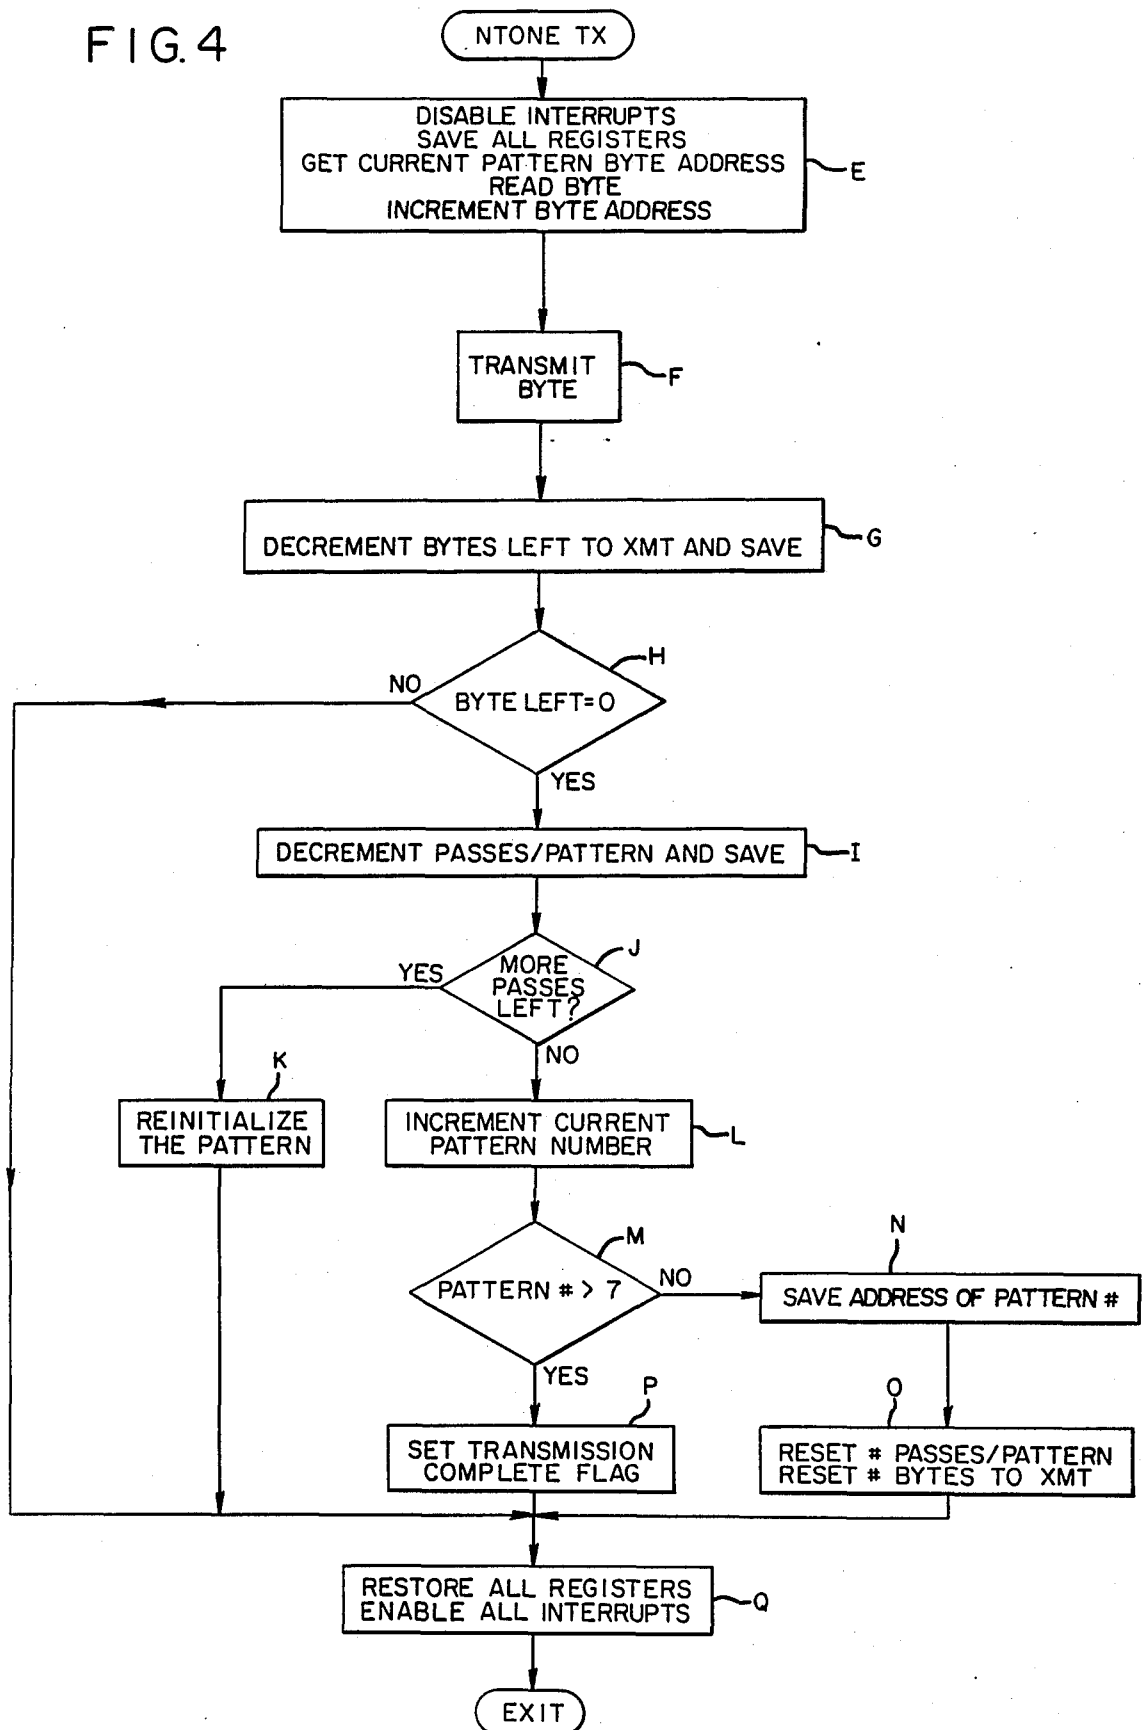 FIG. 4
NTONE TX
DISABLE INTERRUPTS
SAVE ALL REGISTERS
GET CURRENT PATTERN BYTE ADDRESS
READ BYTE
INCREMENT BYTE ADDRESS
E
TRANSMIT
BYTE
F
DECREMENT BYTES LEFT TO XMT AND SAVE
G
H
NO
BYTE LEFT=0
YES
DECREMENT PASSES/PATTERN AND SAVE
I
J
YES
MORE
PASSES
LEFT?
NO
K
REINITIALIZE
THE PATTERN
INCREMENT CURRENT
PATTERN NUMBER
L
M
PATTERN # > 7
NO
N
SAVE ADDRESS OF PATTERN #
YES
P
SET TRANSMISSION
COMPLETE FLAG
O
RESET # PASSES/PATTERN
RESET # BYTES TO XMT
RESTORE ALL REGISTERS
ENABLE ALL INTERRUPTS
Q
EXIT